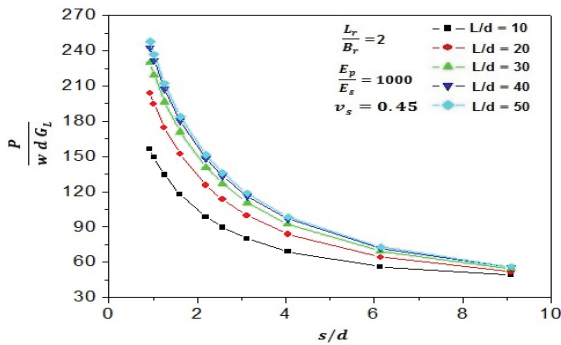 270
240
210
180
150
120
90
60
30
0 2 4 6 8 10
P
w d G_L
s/d
L_r
B_r = 2
E_p
E_s = 1000
v_s = 0.45
L/d = 10
L/d = 20
L/d = 30
L/d = 40
L/d = 50